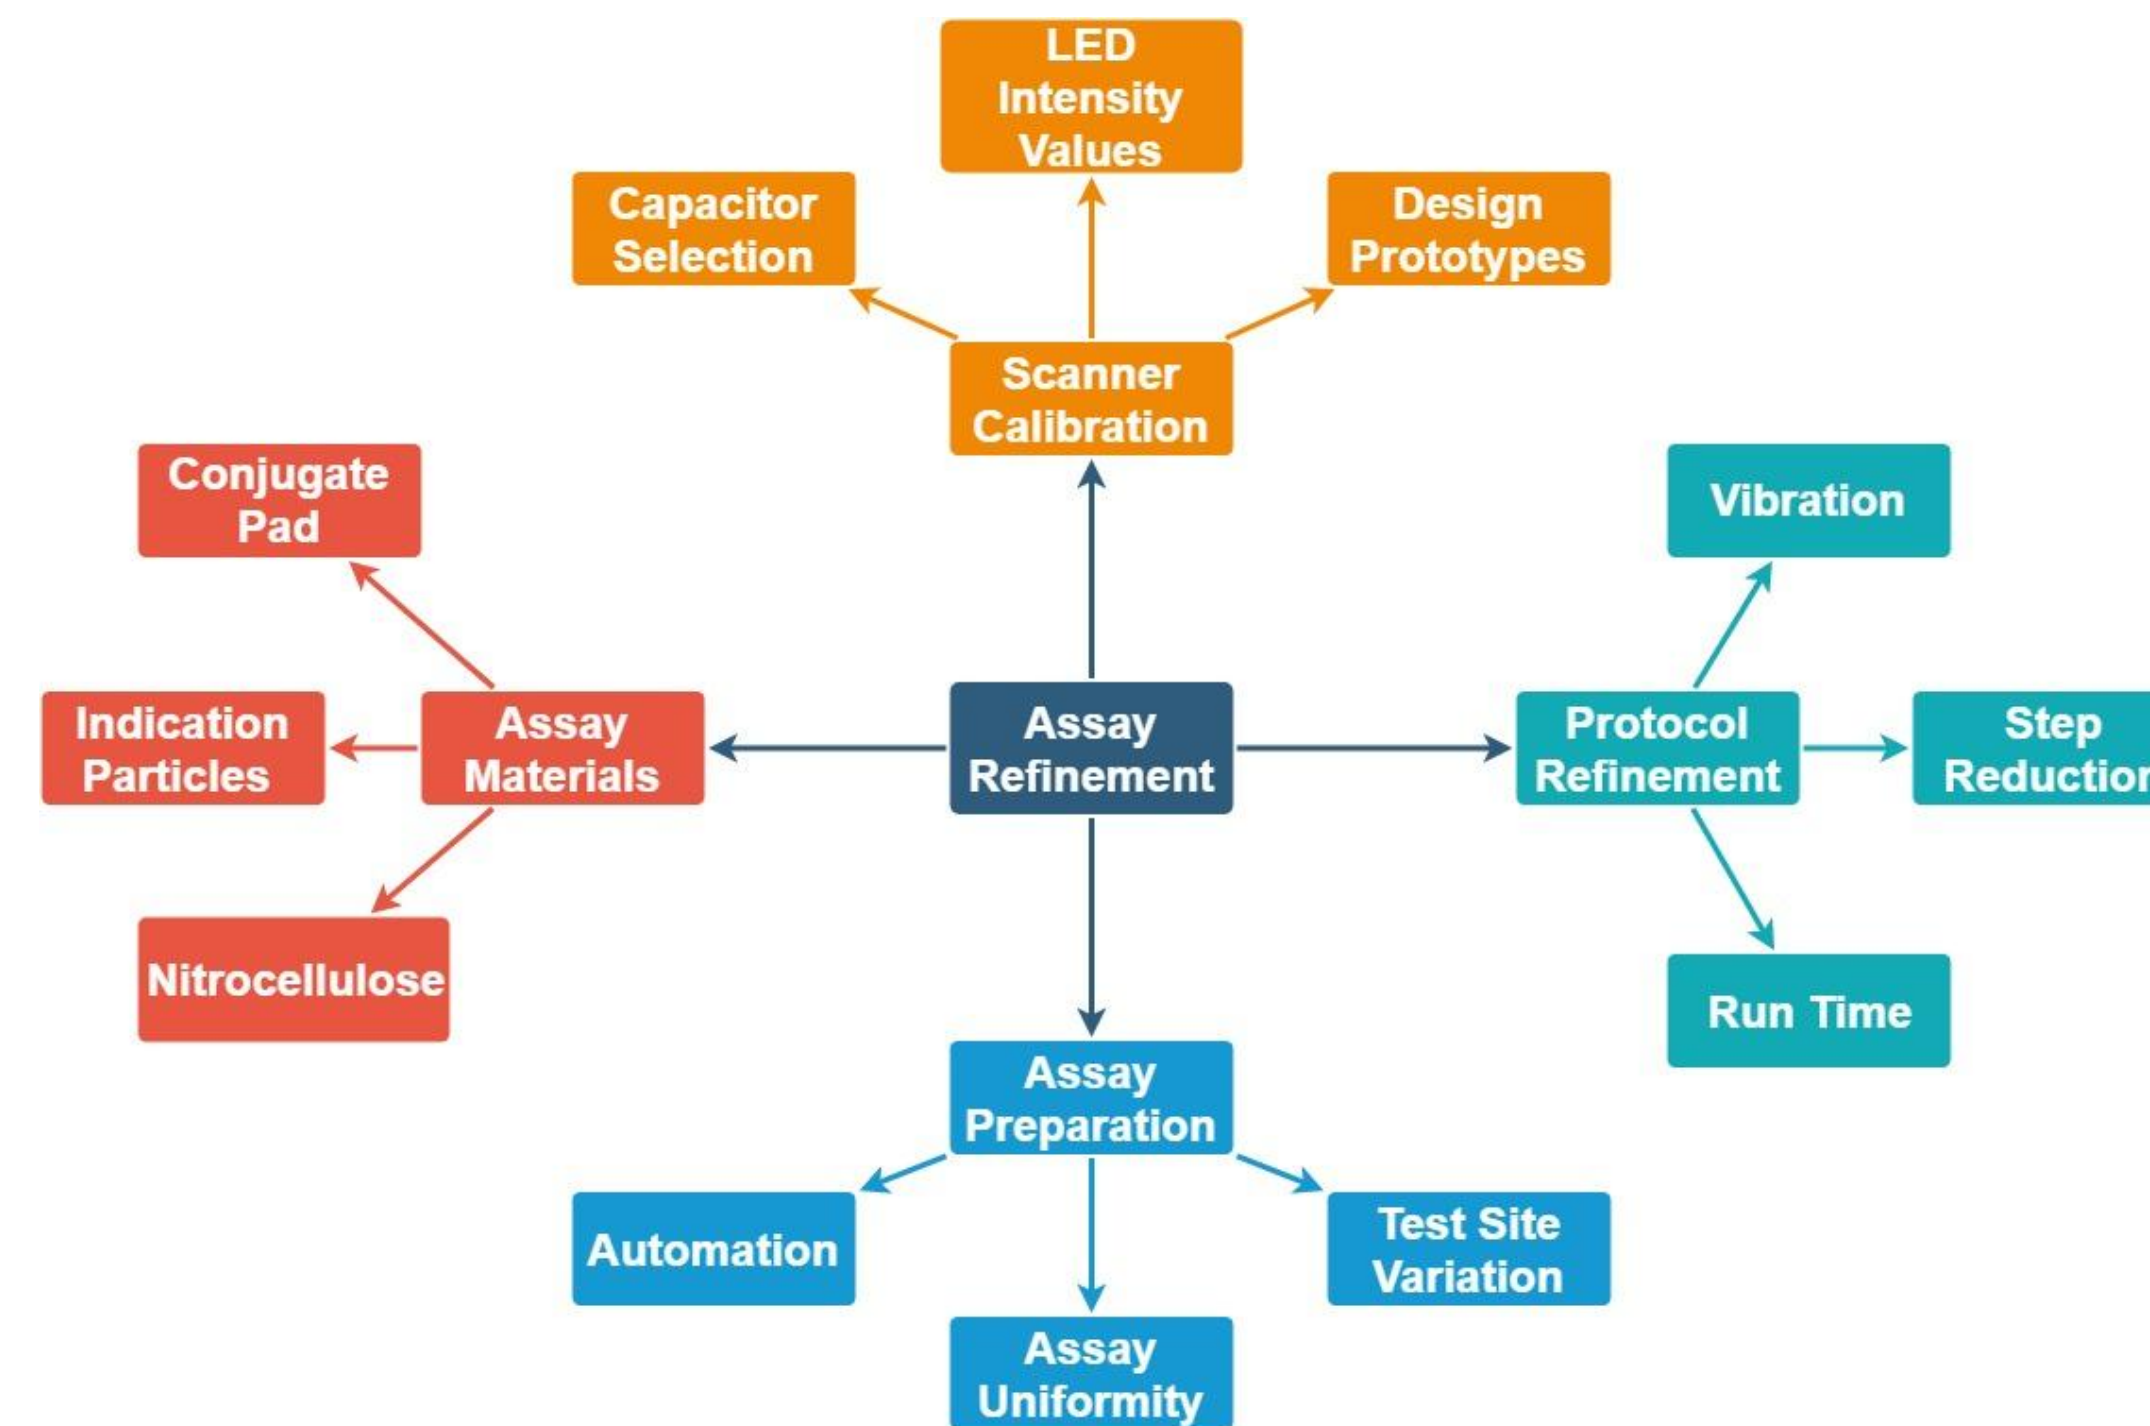 LED
Intensity
Values
Capacitor
Selection
Design
Prototypes
Scanner
Calibration
Conjugate
Pad
Vibration
Indication
Particles
Assay
Materials
Assay
Refinement
Protocol
Refinement
Step
Reduction
Nitrocellulose
Run Time
Assay
Preparation
Automation
Test Site
Variation
Assay
Uniformity